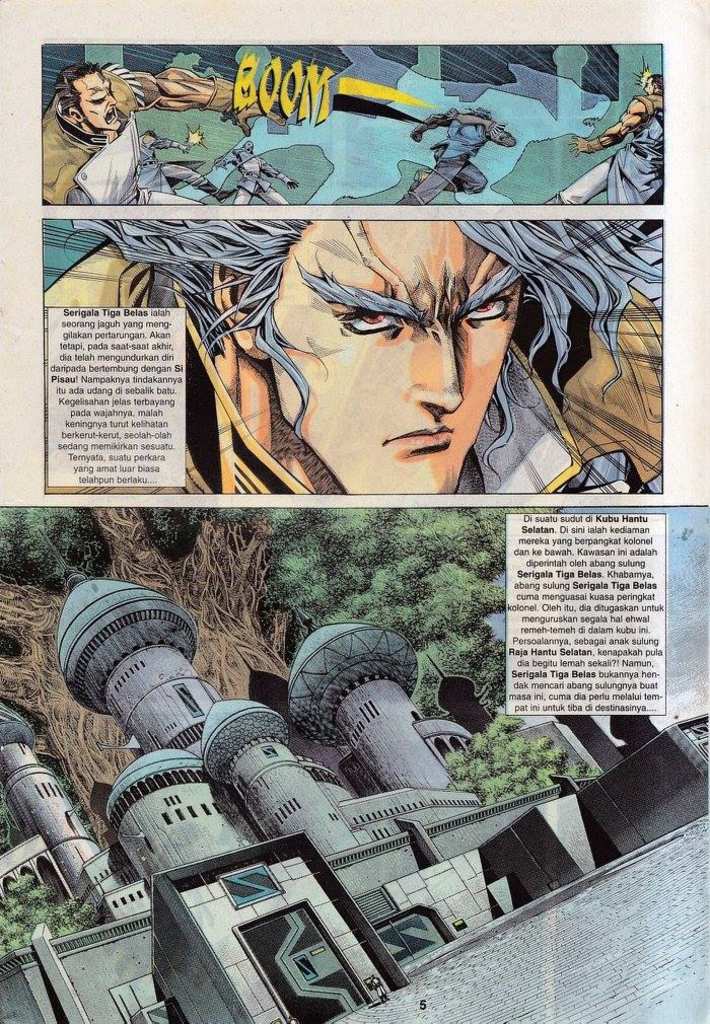 BOOM
Serigala Tiga Belas ialah
seorang jaguh yang meng-
gilakan pertarungan. Akan
tetapi, pada saat-saat akhir,
dia telah mengundurkan diri
daripada bertembung dengan Si
Pisau! Nampaknya tindakannya
itu ada udang di sebalik batu.
Kegelisahan jelas terbayang
pada wajahnya, malah
keningnya turut kelihatan
berkerut-kerut, seolah-olah
sedang memikirkan sesuatu.
Ternyata, suatu perkara
yang amat luar biasa
telahpun berlaku....
Di suatu sudut di Kubu Hantu
Selatan. Di sini ialah kediaman
mereka yang berpangkat kolonel
dan ke bawah. Kawasan ini adalah
diperintah oleh abang sulung
Serigala Tiga Belas. Khabarnya,
abang sulung Serigala Tiga Belas
cuma menguasai kuasa peringkat
kolonel. Oleh itu, dia ditugaskan untuk
menguruskan segala hal ehwal
remeh-temeh di dalam kubu ini.
Persoalannya, sebagai anak sulung
Raja Hantu Selatan, kenapakah pula
dia begitu lemah sekali?! Namun,
Serigala Tiga Belas bukannya hen-
dak mencari abang sulungnya buat
masa ini, cuma dia perlu melalui tem-
pat ini untuk tiba di destinasinya....
5